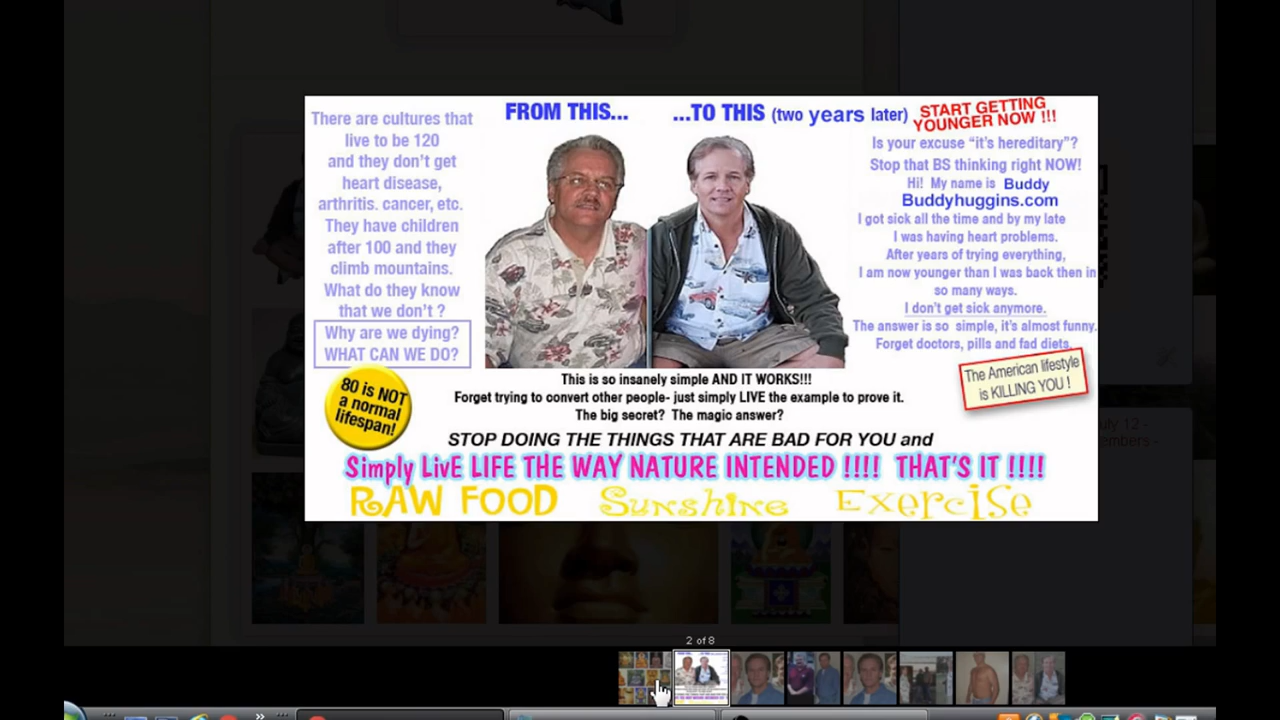 There are cultures that
live to be 120
and they don't get
heart disease,
arthritis. cancer, etc.
They have children
after 100 and they
climb mountains.
What do they know
that we don't ?
Why are we dying?
WHAT CAN WE DO?
FROM THIS...
...TO THIS (two years later)
START GETTING
YOUNGER NOW !!!
Is your excuse "it's hereditary"?
Stop that BS thinking right NOW!
Hi! My name is Buddy
Buddyhuggins.com
I got sick all the time and by my late
I was having heart problems.
After years of trying everything,
I am now younger than I was back then in
so many ways.
I don't get sick anymore.
The answer is so simple, it's almost funny.
Forget doctors, pills and fad diets.
The American lifestyle
is KILLING YOU !
80 is NOT
a normal
lifespan!
This is so insanely simple AND IT WORKS!!!
Forget trying to convert other people- just simply LIVE the example to prove it.
The big secret? The magic answer?
STOP DOING THE THINGS THAT ARE BAD FOR YOU and
Simply LivE LIFE THE WAY NATURE INTENDED !!!! THAT'S IT !!!!
RAW FOOD Sunshine Exercise
2 of 8